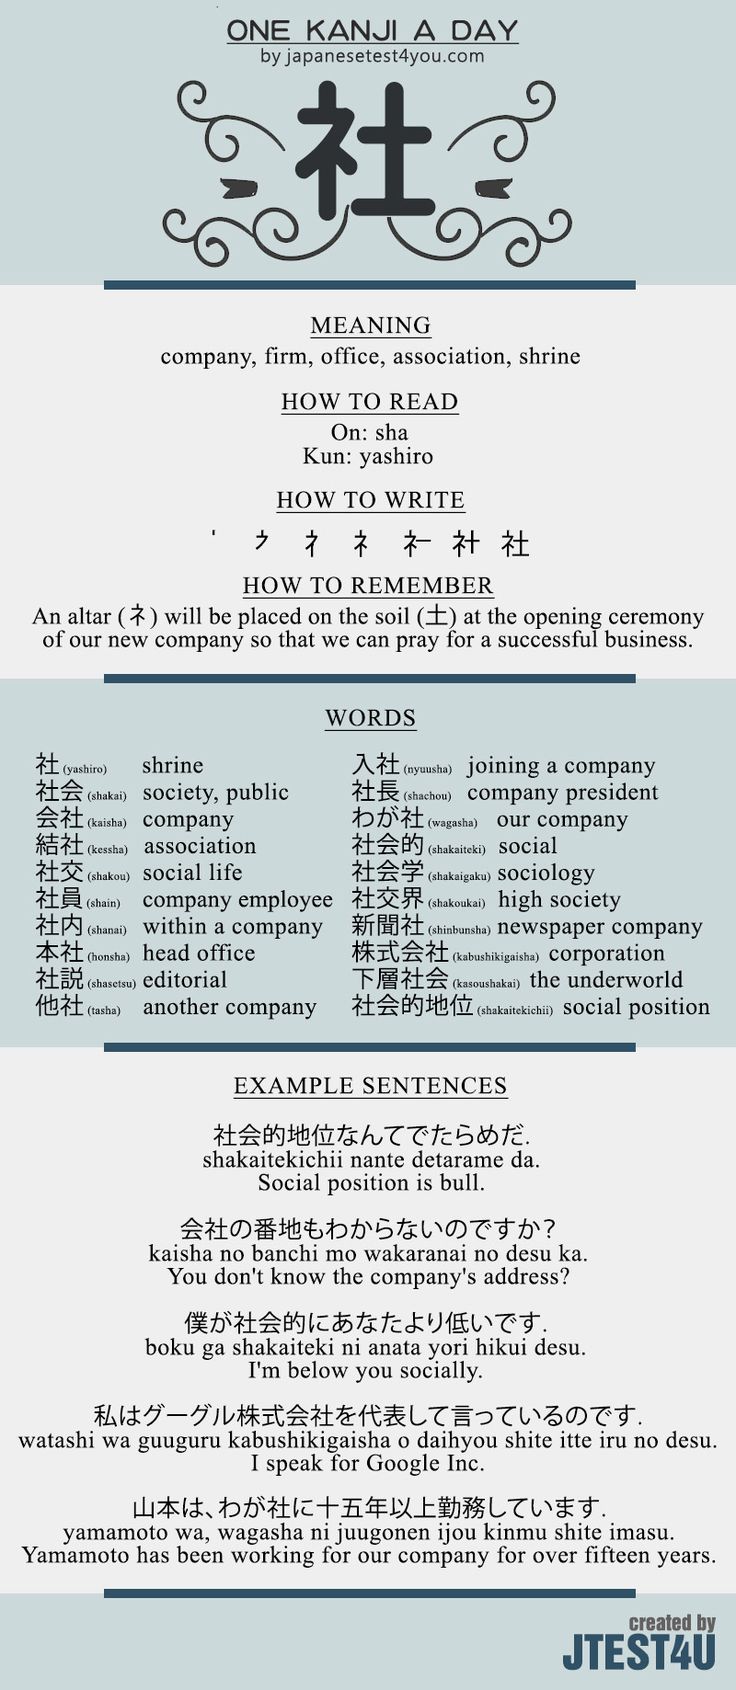 ONE KANJI A DAY
by japanesetest4you.com
社
MEANING
company, firm, office, association, shrine
HOW TO READ
On: sha
Kun: yashiro
HOW TO WRITE
社
HOW TO REMEMBER
An altar (ネ) will be placed on the soil (土) at the opening ceremony
of our new company so that we can pray for a successful business.
WORDS
社 (yashiro) shrine
社会 (shakai) society, public
会社 (kaisha) company
結社 (kessha) association
社交 (shakou) social life
社員 (shain) company employee
社内 (shanai) within a company
本社 (honsha) head office
社説 (shasetsu) editorial
他社 (tasha) another company
入社 (nyuusha) joining a company
社長 (shachou) company president
わが社 (wagasha) our company
社会的 (shakaiteki) social
社会学 (shakaigaku) sociology
社交界 (shakoukai) high society
新聞社 (shinbunsha) newspaper company
株式会社 (kabushikigaisha) corporation
下層社会 (kasoushakai) the underworld
社会的地位 (shakaitekichii) social position
EXAMPLE SENTENCES
社会的地位なんてでたらめだ.
shakaitekichii nante detarame da.
Social position is bull.
会社の番地もわからないのですか?
kaisha no banchi mo wakaranai no desu ka.
You don't know the company's address?
僕が社会的にあなたより低いです.
boku ga shakaiteki ni anata yori hikui desu.
I'm below you socially.
私はグーグル株式会社を代表して言っているのです.
watashi wa guuguru kabushikigaisha o daihyou shite itte iru no desu.
I speak for Google Inc.
山本は、わが社に十五年以上勤務しています.
yamamoto wa, wagasha ni juugonen ijou kinmu shite imasu.
Yamamoto has been working for our company for over fifteen years.
created by
JTEST4U